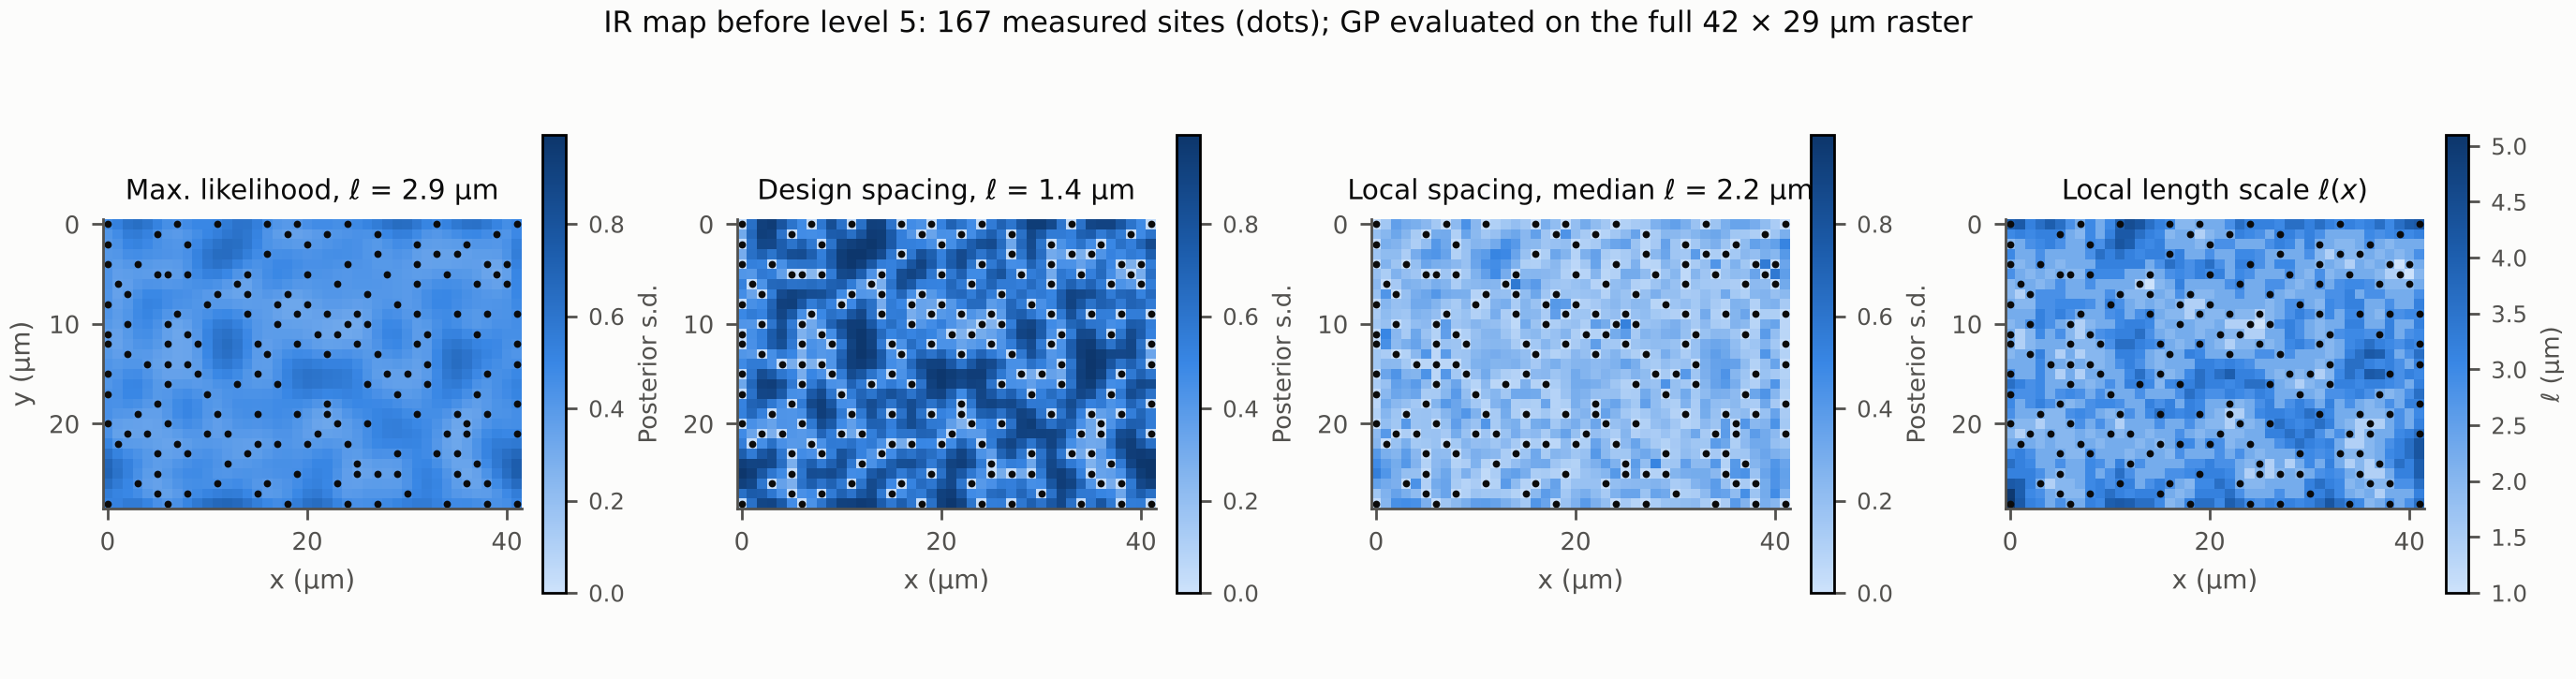 IR map before level 5: 167 measured sites (dots); GP evaluated on the full 42 × 29 µm raster
Max. likelihood, ℓ = 2.9 µm
0
10
20
y (µm)
0 20 40
x (µm)
0.8
0.6
0.4
0.2
0.0
Posterior s.d.
Design spacing, ℓ = 1.4 µm
0
10
20
0 20 40
x (µm)
0.8
0.6
0.4
0.2
0.0
Posterior s.d.
Local spacing, median ℓ = 2.2 µm
0
10
20
0 20 40
x (µm)
0.8
0.6
0.4
0.2
0.0
Posterior s.d.
Local length scale ℓ(x)
0
10
20
0 20 40
x (µm)
5.0
4.5
4.0
3.5
3.0
2.5
2.0
1.5
1.0
ℓ (µm)